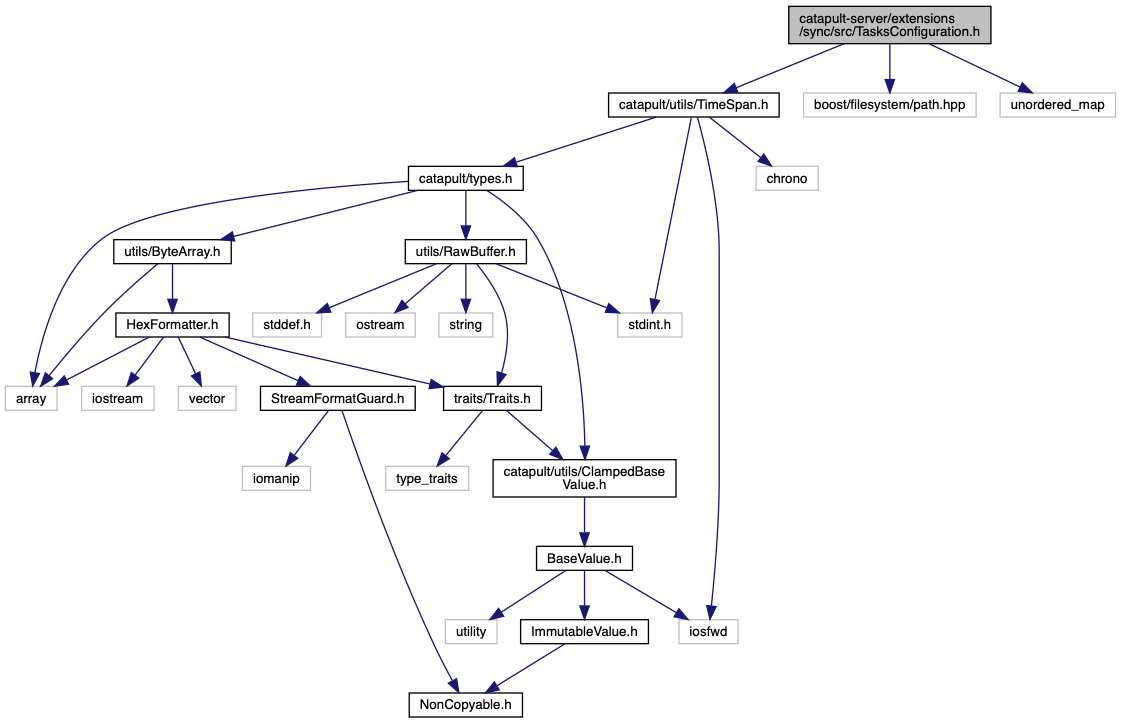 catapult-server/extensions
/sync/src/TasksConfiguration.h
catapult/utils/TimeSpan.h
boost/filesystem/path.hpp
unordered_map
catapult/types.h
chrono
utils/ByteArray.h
utils/RawBuffer.h
HexFormatter.h
stddef.h
ostream
string
stdint.h
array
iostream
vector
StreamFormatGuard.h
traits/Traits.h
iomanip
type_traits
catapult/utils/ClampedBase
Value.h
BaseValue.h
utility
ImmutableValue.h
iosfwd
NonCopyable.h